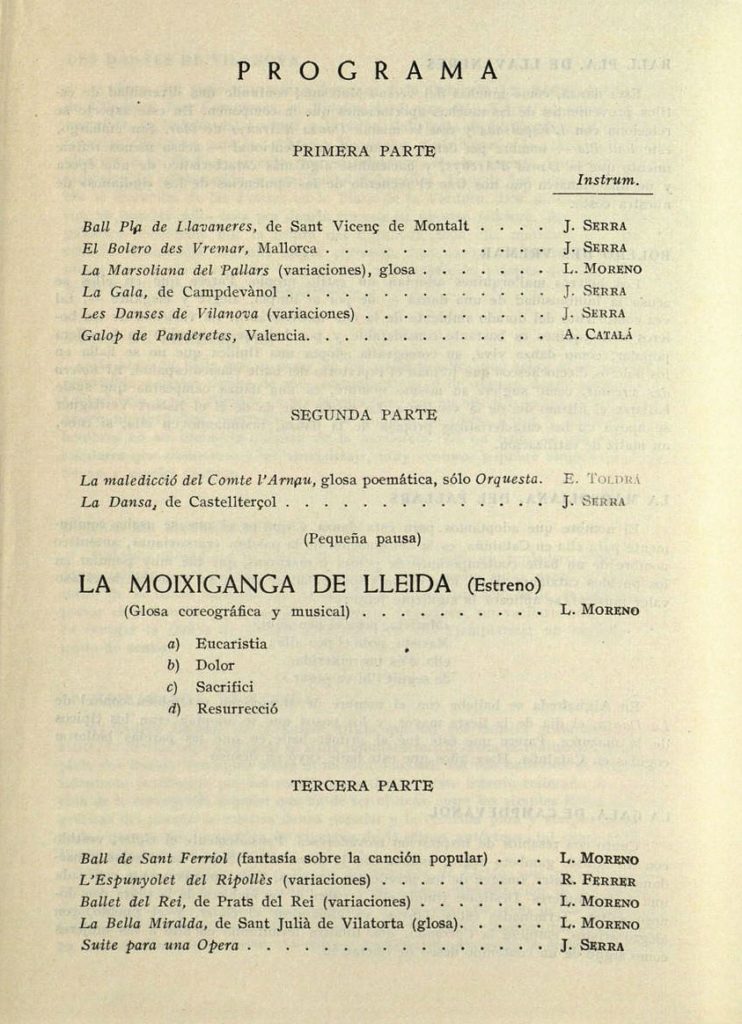 PROGRAMA
PRIMERA PARTE
Instrum.
Ball Pla de Llavaneres, de Sant Vicenç de Montalt . . . . J. SERRA
El Bolero des Vremar, Mallorca . . . . . . . . . . . . . J. SERRA
La Marsoliana del Pallars (variaciones), glosa . . . . . . . L. MORENO
La Gala, de Campdevànol . . . . . . . . . . . . . . . J. SERRA
Les Danses de Vilanova (variaciones) . . . . . . . . . . J. SERRA
Galop de Panderetes, Valencia. . . . . . . . . . . . . . A. CATALÁ
SEGUNDA PARTE
La maledicció del Comte l'Arnau, glosa poemática, sólo Orquesta. E. TOLDRÁ
La Dansa, de Castellterçol . . . . . . . . . . . . . . . J. SERRA
(Pequeña pausa)
LA MOIXIGANGA DE LLEIDA (Estreno)
(Glosa coreográfica y musical) . . . . . . . . . . L. MORENO
a) Eucaristia
b) Dolor
c) Sacrifici
d) Resurrecció
TERCERA PARTE
Ball de Sant Ferriol (fantasía sobre la canción popular) . . . L. MORENO
L'Espunyolet del Ripollès (variaciones) . . . . . . . . . R. FERRER
Ballet del Rei, de Prats del Rei (variaciones) . . . . . . . L. MORENO
La Bella Miralda, de Sant Julià de Vilatorta (glosa). . . . . L. MORENO
Suite para una Opera . . . . . . . . . . . . . . . . . J. SERRA